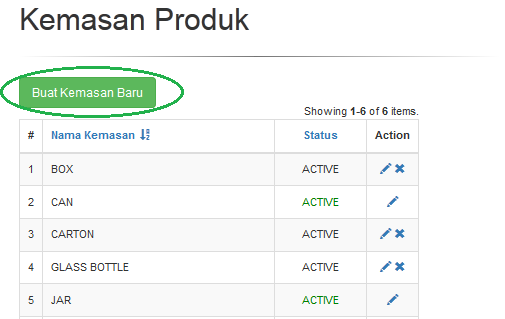 Kemasan Produk
Buat Kemasan Baru
Showing 1-6 of 6 items.
# Nama Kemasan Status Action
1 BOX ACTIVE
2 CAN ACTIVE
3 CARTON ACTIVE
4 GLASS BOTTLE ACTIVE
5 JAR ACTIVE